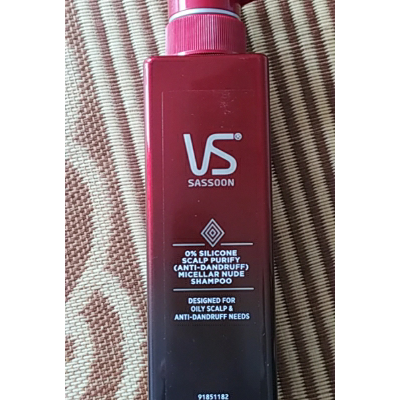 VS®
SASSOON
0% SILICONE
SCALP PURIFY
(ANTI-DANDRUFF)
MICELLAR NUDE
SHAMPOO
DESIGNED FOR
OILY SCALP &
ANTI-DANDRUFF NEEDS
91851182